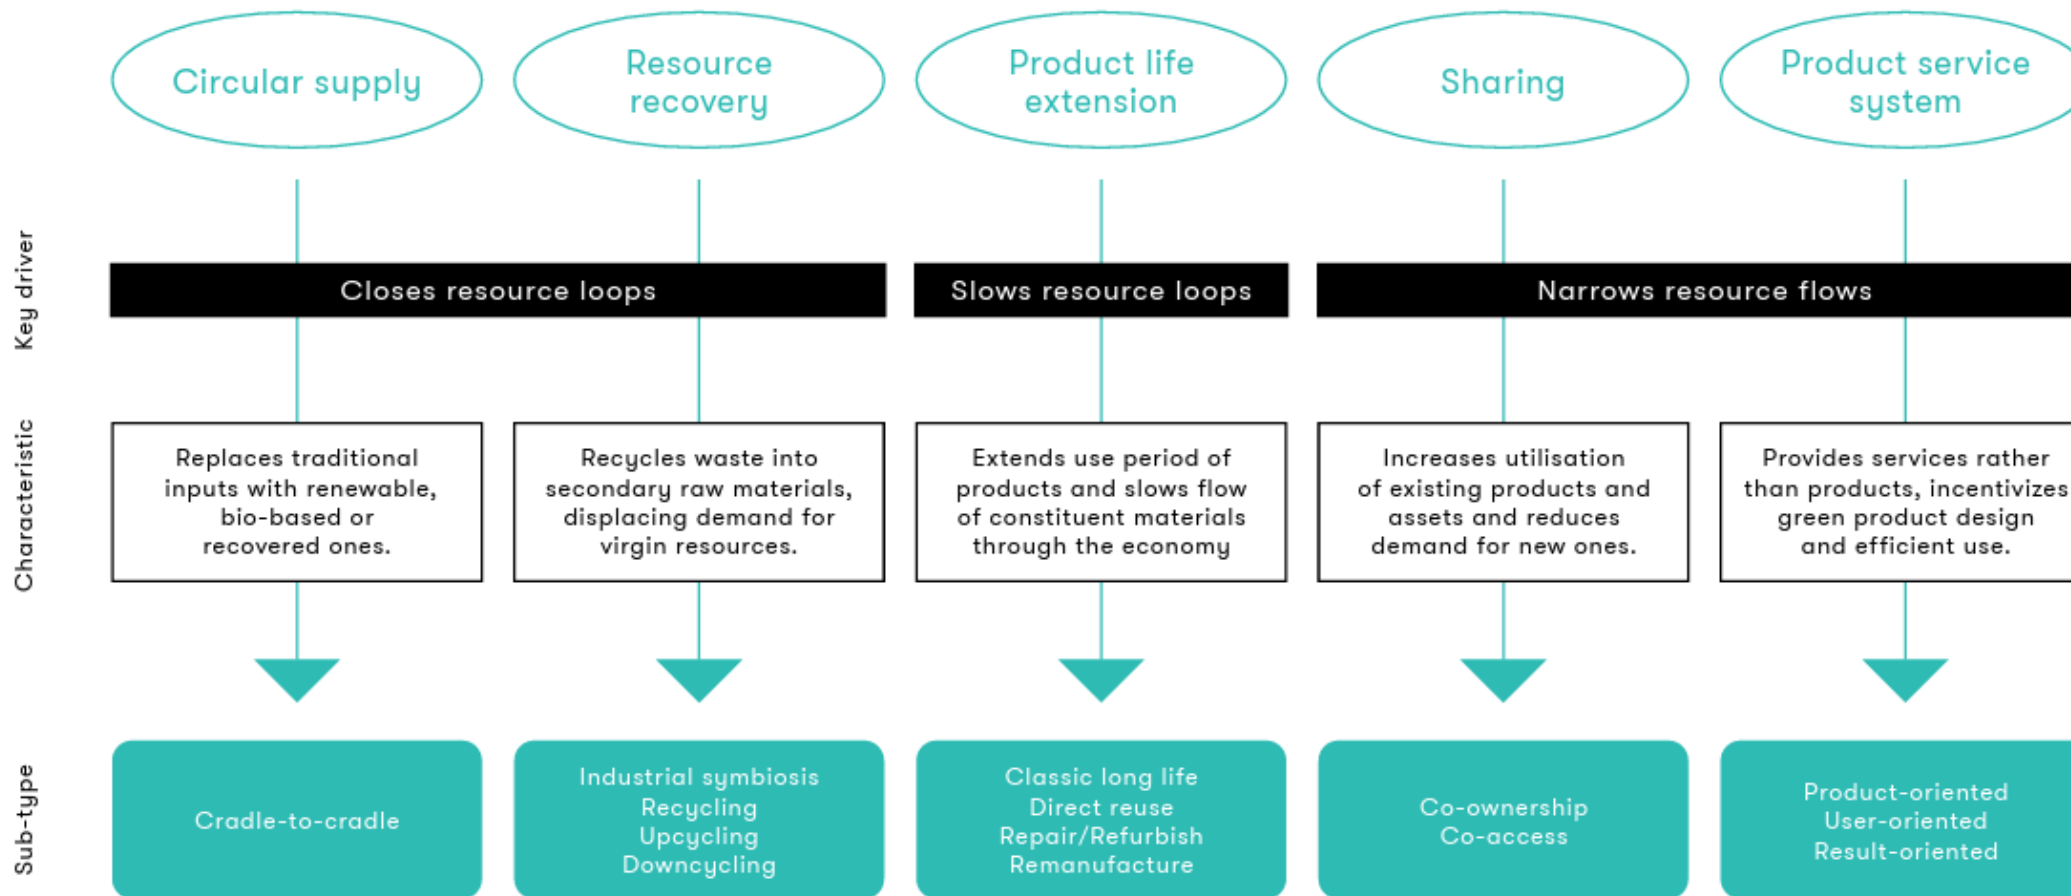 Circular supply
Resource
recovery
Product life
extension
Sharing
Product service
system
Key driver
Closes resource loops
Slows resource loops
Narrows resource flows
Characteristic
Replaces traditional
inputs with renewable,
bio-based or
recovered ones.
Recycles waste into
secondary raw materials,
displacing demand for
virgin resources.
Extends use period of
products and slows flow
of constituent materials
through the economy
Increases utilisation
of existing products and
assets and reduces
demand for new ones.
Provides services rather
than products, incentivizes
green product design
and efficient use.
Sub-type
Cradle-to-cradle
Industrial symbiosis
Recycling
Upcycling
Downcycling
Classic long life
Direct reuse
Repair/Refurbish
Remanufacture
Co-ownership
Co-access
Product-oriented
User-oriented
Result-oriented